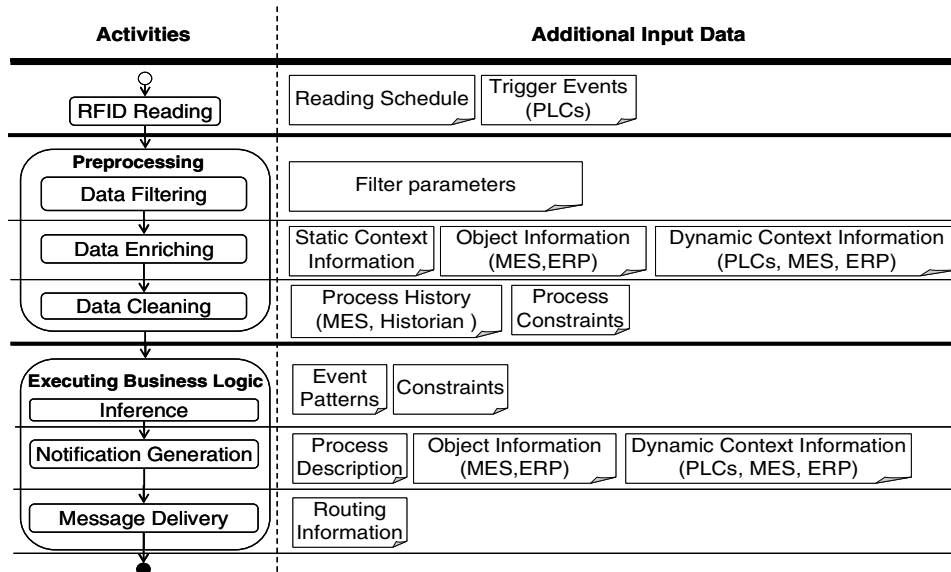 Activities
Additional Input Data
RFID Reading
Reading Schedule
Trigger Events
(PLCs)
Preprocessing
Data Filtering
Filter parameters
Data Enriching
Static Context
Information
Object Information
(MES,ERP)
Dynamic Context Information
(PLCs, MES, ERP)
Data Cleaning
Process History
(MES, Historian )
Process
Constraints
Executing Business Logic
Inference
Event
Patterns
Constraints
Notification Generation
Process
Description
Object Information
(MES,ERP)
Dynamic Context Information
(PLCs, MES, ERP)
Message Delivery
Routing
Information